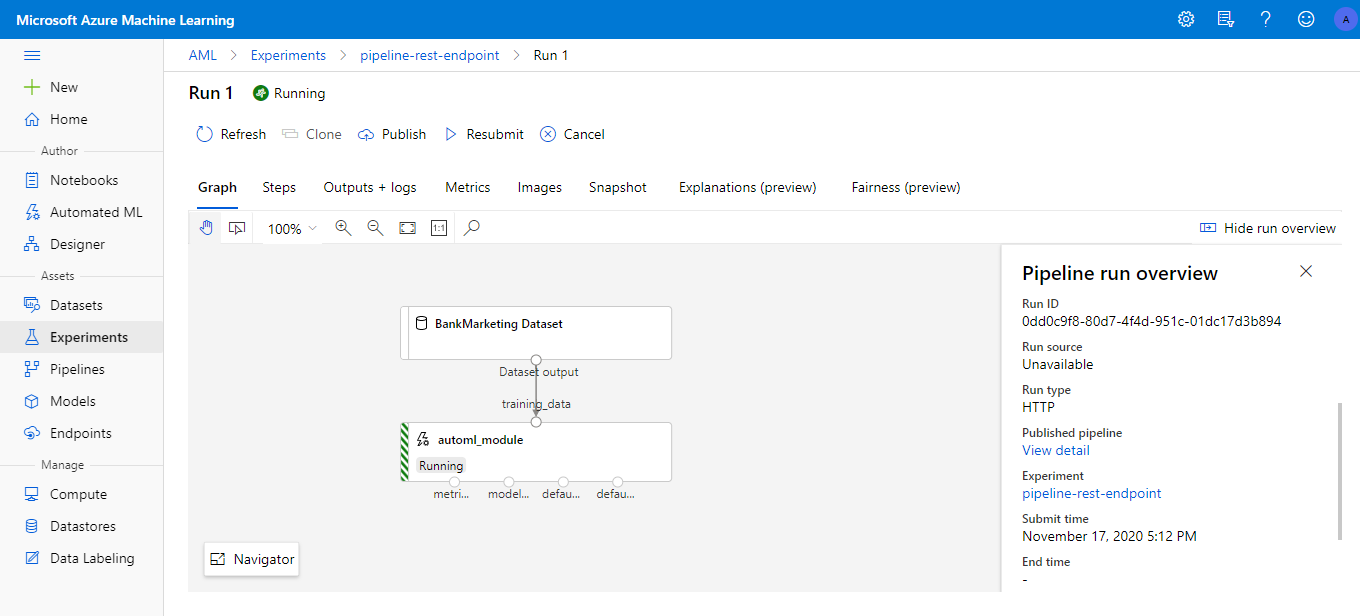 Microsoft Azure Machine Learning
A
AML > Experiments > pipeline-rest-endpoint > Run 1
New
Home
Author
Notebooks
Automated ML
Designer
Assets
Datasets
Experiments
Pipelines
Models
Endpoints
Manage
Compute
Datastores
Data Labeling
Run 1 Running
Refresh Clone Publish Resubmit Cancel
Graph Steps Outputs + logs Metrics Images Snapshot Explanations (preview) Fairness (preview)
100% 1:1 Hide run overview
BankMarketing Dataset
Dataset output
training_data
automl_module
Running
metri... model... defau... defau...
Navigator
Pipeline run overview
Run ID
0dd0c9f8-80d7-4f4d-951c-01dc17d3b894
Run source
Unavailable
Run type
HTTP
Published pipeline
View detail
Experiment
pipeline-rest-endpoint
Submit time
November 17, 2020 5:12 PM
End time
-